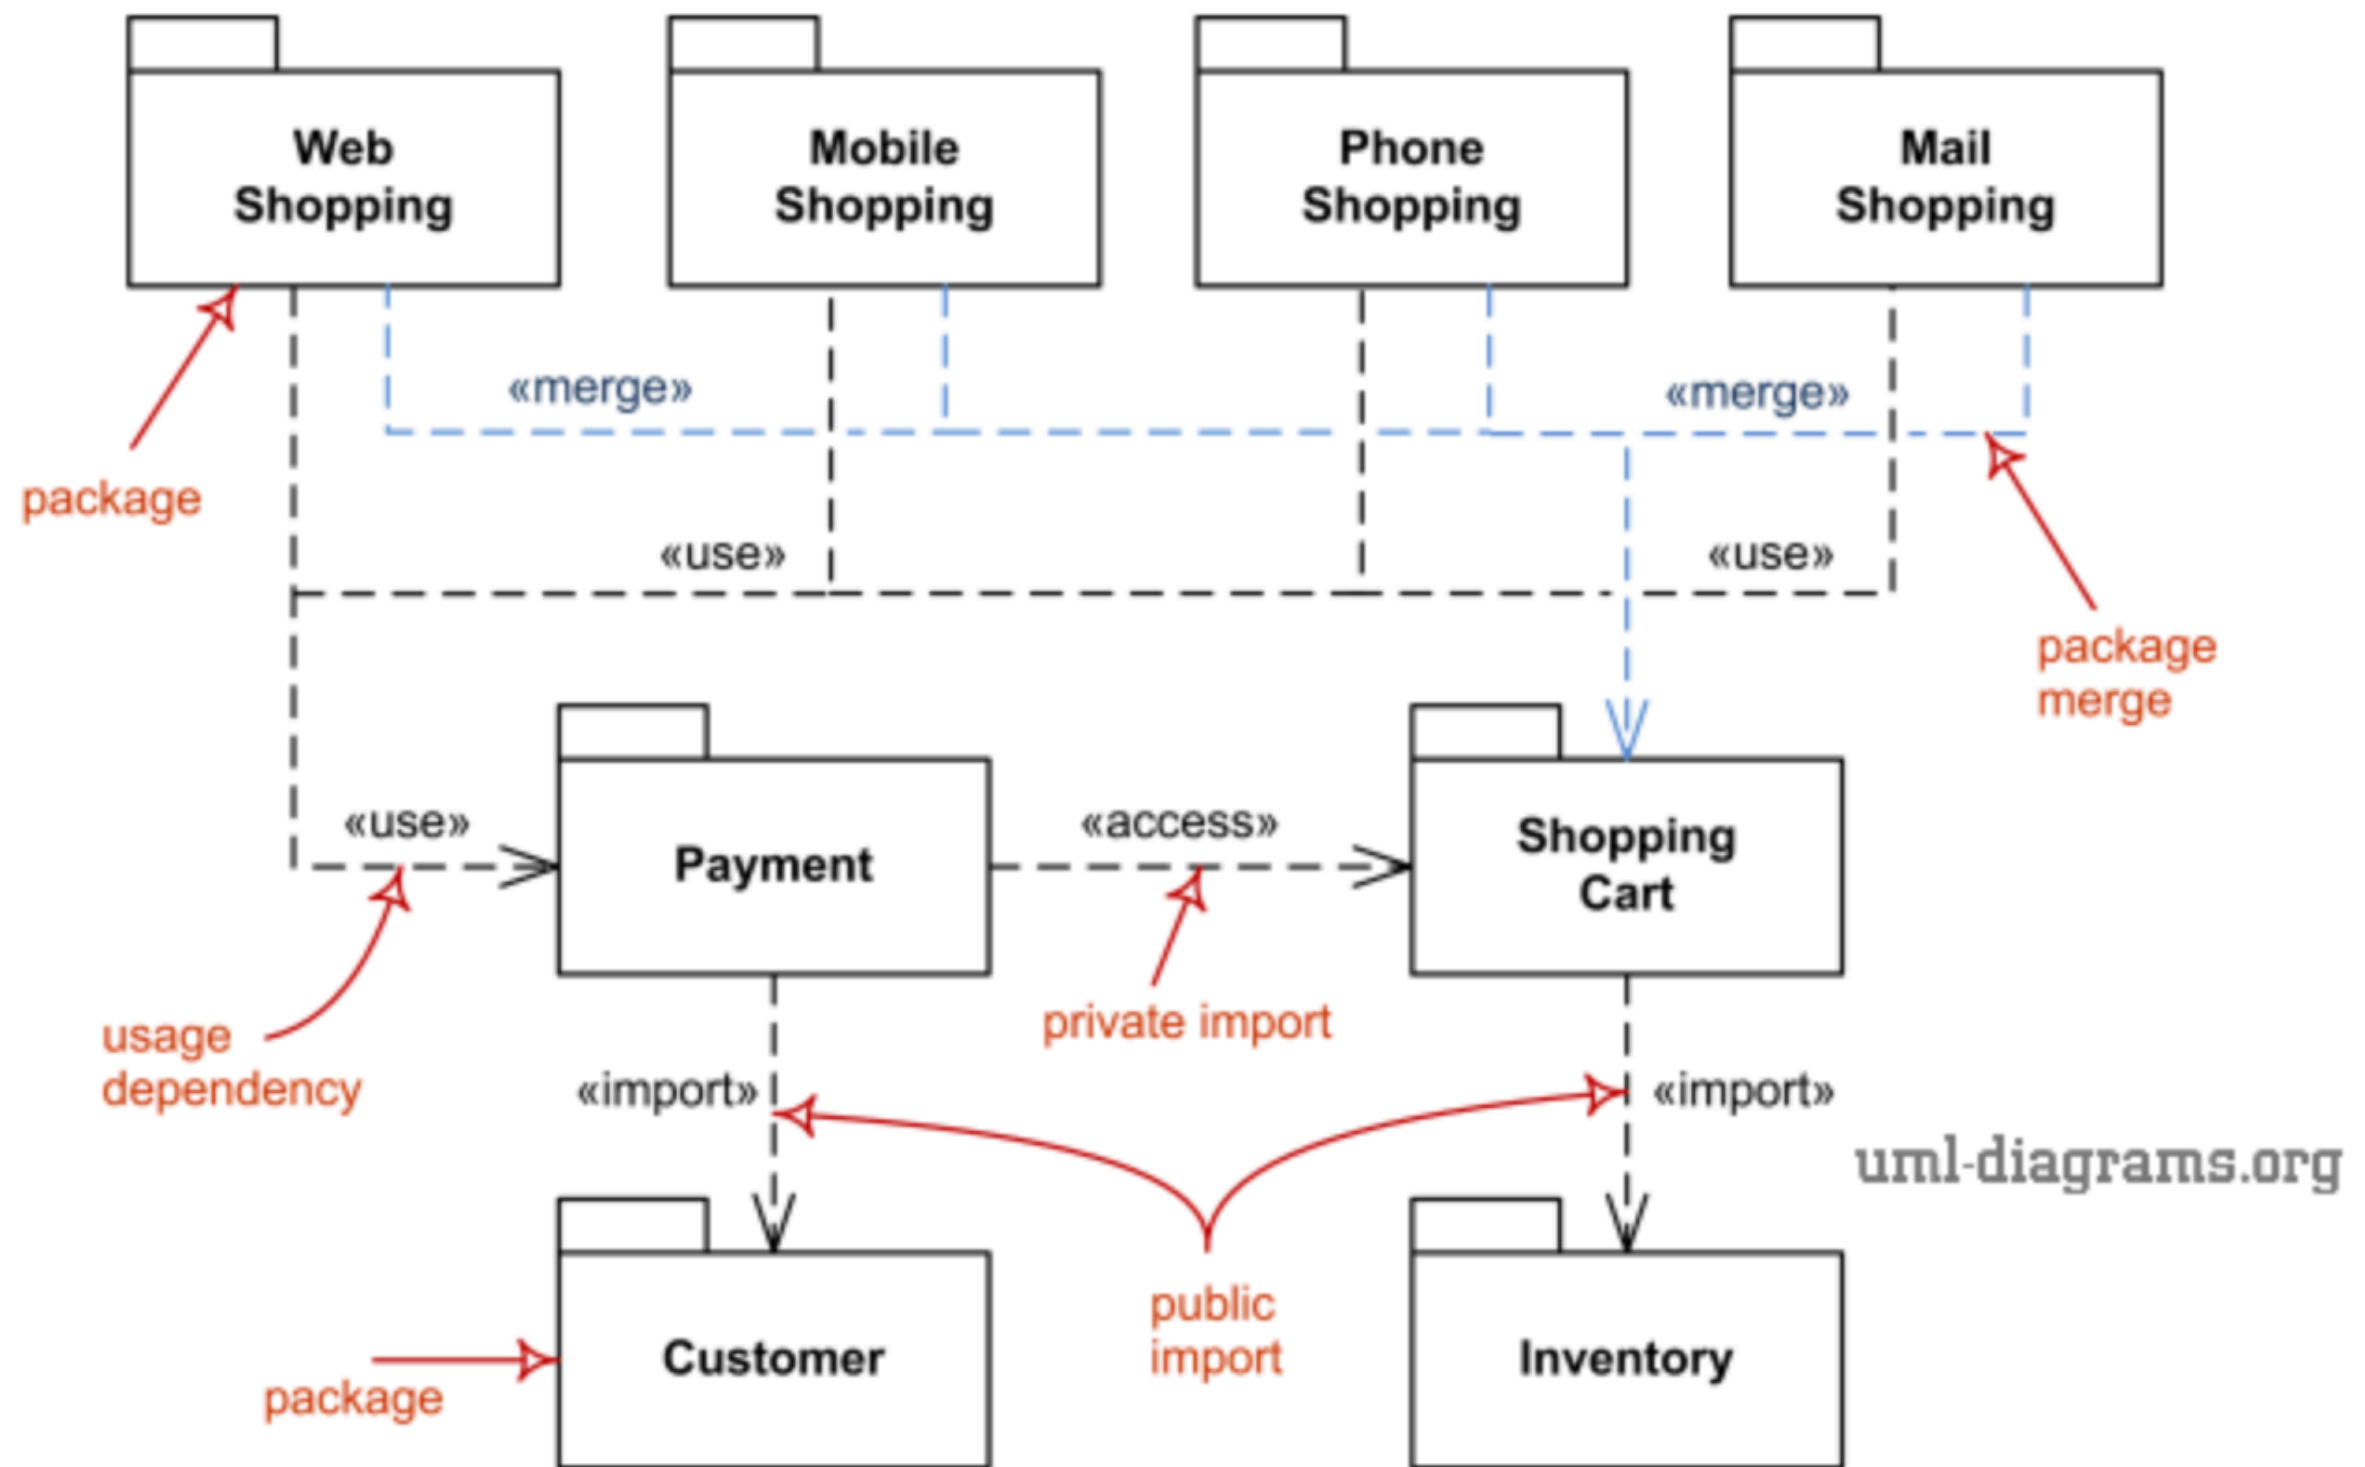 Web
Shopping
Mobile
Shopping
Phone
Shopping
Mail
Shopping
«merge»
«merge»
package
«use»
«use»
package
merge
«use»
Payment
«access»
Shopping
Cart
usage
dependency
private import
«import»
«import»
uml-diagrams.org
public
import
Customer
Inventory
package